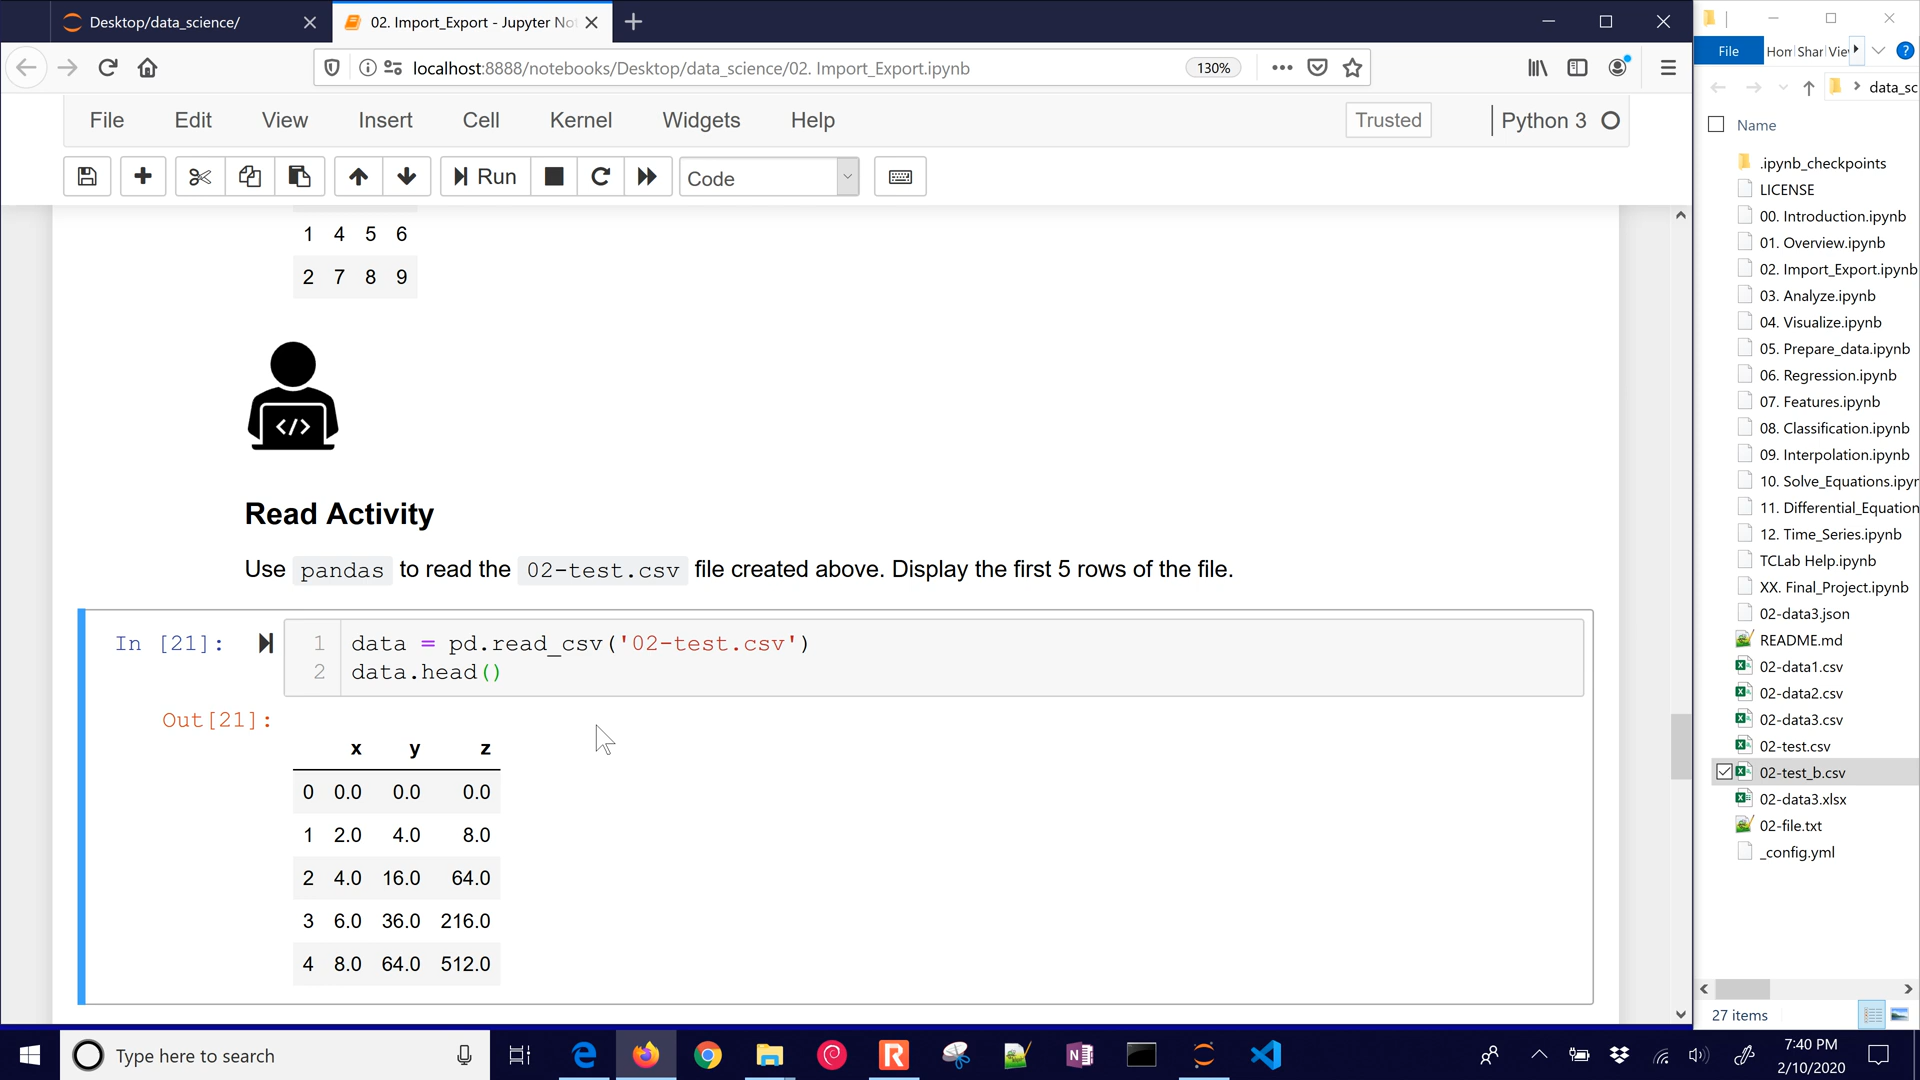 Desktop/data_science/
02. Import_Export - Jupyter No
localhost:8888/notebooks/Desktop/data_science/02. Import_Export.ipynb
130%
File Edit View Insert Cell Kernel Widgets Help
Trusted
Python 3
Run
Code
1 4 5 6
2 7 8 9
</>
Read Activity
Use pandas to read the 02-test.csv file created above. Display the first 5 rows of the file.
In [21]:
1 data = pd.read_csv('02-test.csv')
2 data.head()
Out[21]:
x y z
0 0.0 0.0 0.0
1 2.0 4.0 8.0
2 4.0 16.0 64.0
3 6.0 36.0 216.0
4 8.0 64.0 512.0
File Hom Shar Vie
?
data_sc
Name
.ipynb_checkpoints
LICENSE
00. Introduction.ipynb
01. Overview.ipynb
02. Import_Export.ipynb
03. Analyze.ipynb
04. Visualize.ipynb
05. Prepare_data.ipynb
06. Regression.ipynb
07. Features.ipynb
08. Classification.ipynb
09. Interpolation.ipynb
10. Solve_Equations.ipyn
11. Differential_Equation
12. Time_Series.ipynb
TCLab Help.ipynb
XX. Final_Project.ipynb
02-data3.json
README.md
02-data1.csv
02-data2.csv
02-data3.csv
02-test.csv
02-test_b.csv
02-data3.xlsx
02-file.txt
_config.yml
27 items
Type here to search
R
N
7:40 PM
2/10/2020